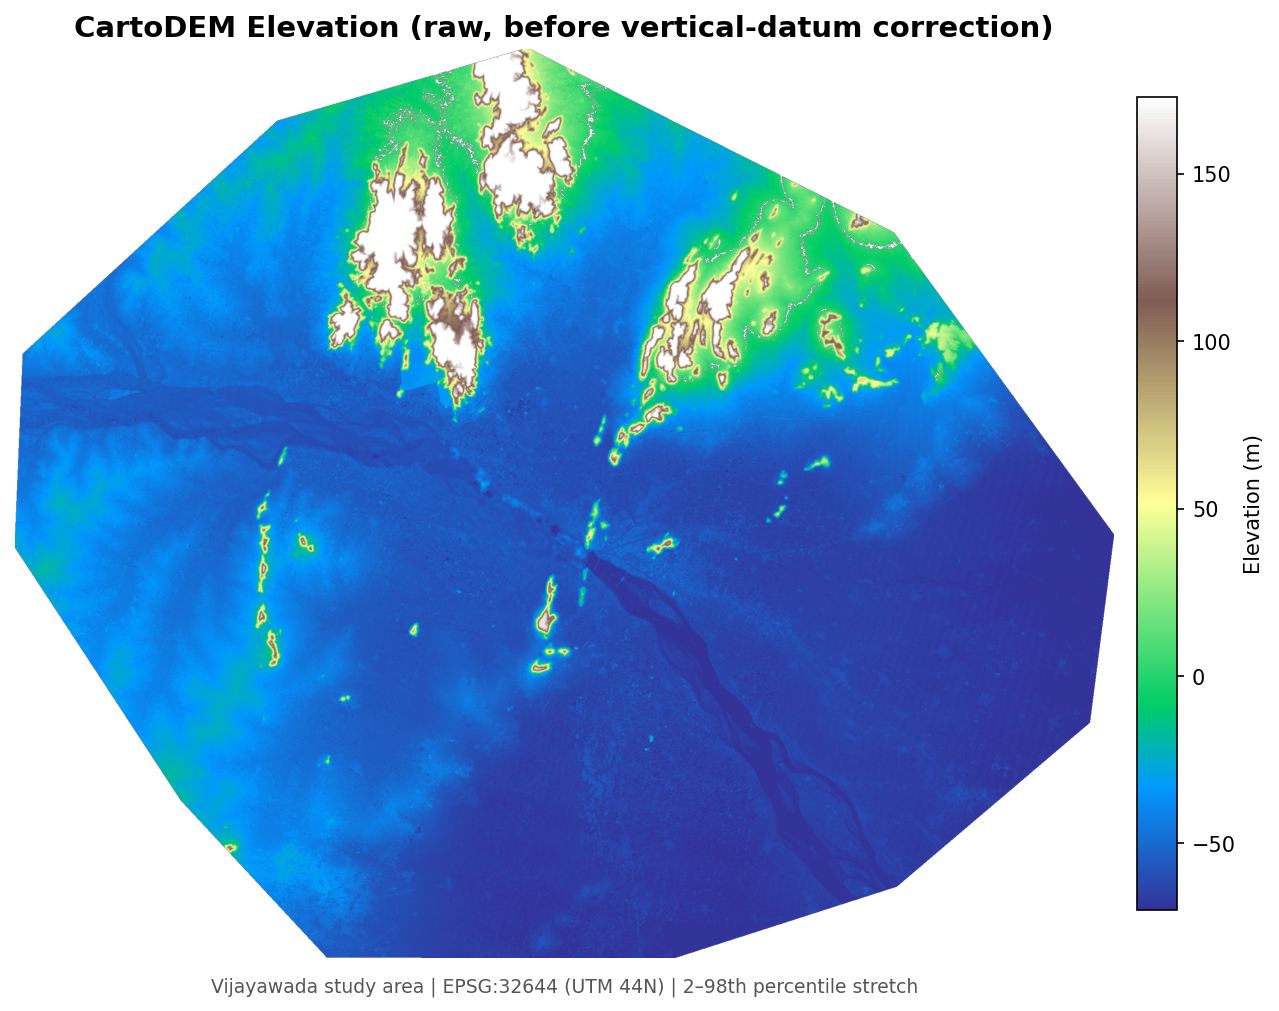 CartoDEM Elevation (raw, before vertical-datum correction)
150
100
50
0
−50
Elevation (m)
Vijayawada study area | EPSG:32644 (UTM 44N) | 2–98th percentile stretch